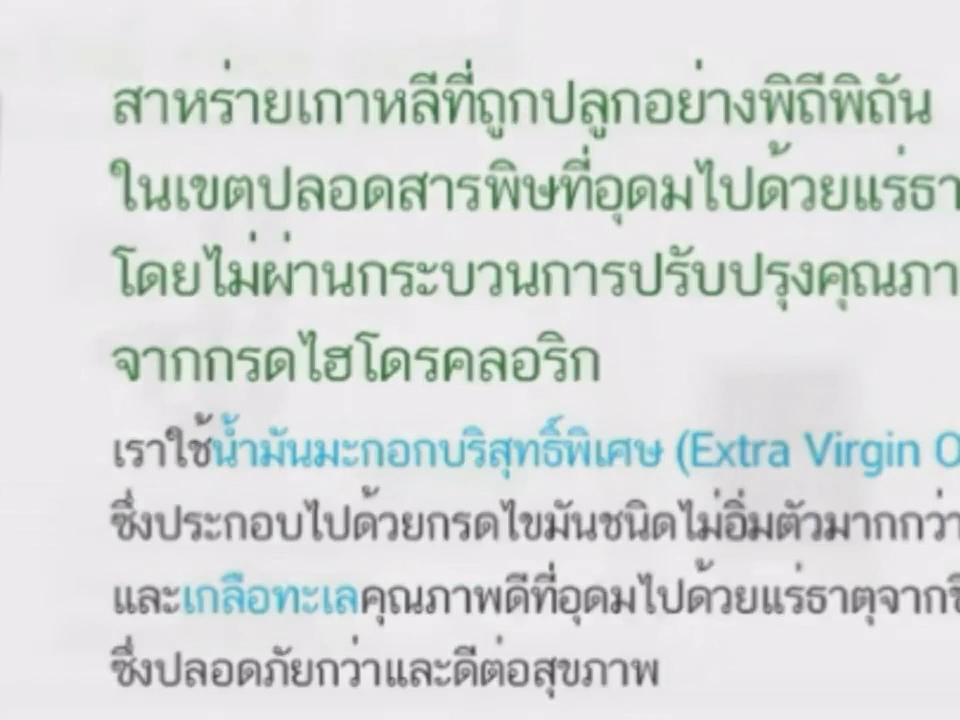 สาหร่ายเกาหลีที่ถูกปลูกอย่างพิถีพิถัน
ในเขตปลอดสารพิษที่อุดมไปด้วยแร่ธา
โดยไม่ผ่านกระบวนการปรับปรุงคุณภา
จากกรดไฮโดรคลอริก
เราใช้น้ำมันมะกอกบริสุทธิ์พิเศษ (Extra Virgin O
ซึ่งประกอบไปด้วยกรดไขมันชนิดไม่อิ่มตัวมากกว่า
และเกลือทะเลคุณภาพดีที่อุดมไปด้วยแร่ธาตุจาก
ซึ่งปลอดภัยกว่าและดีต่อสุขภาพ